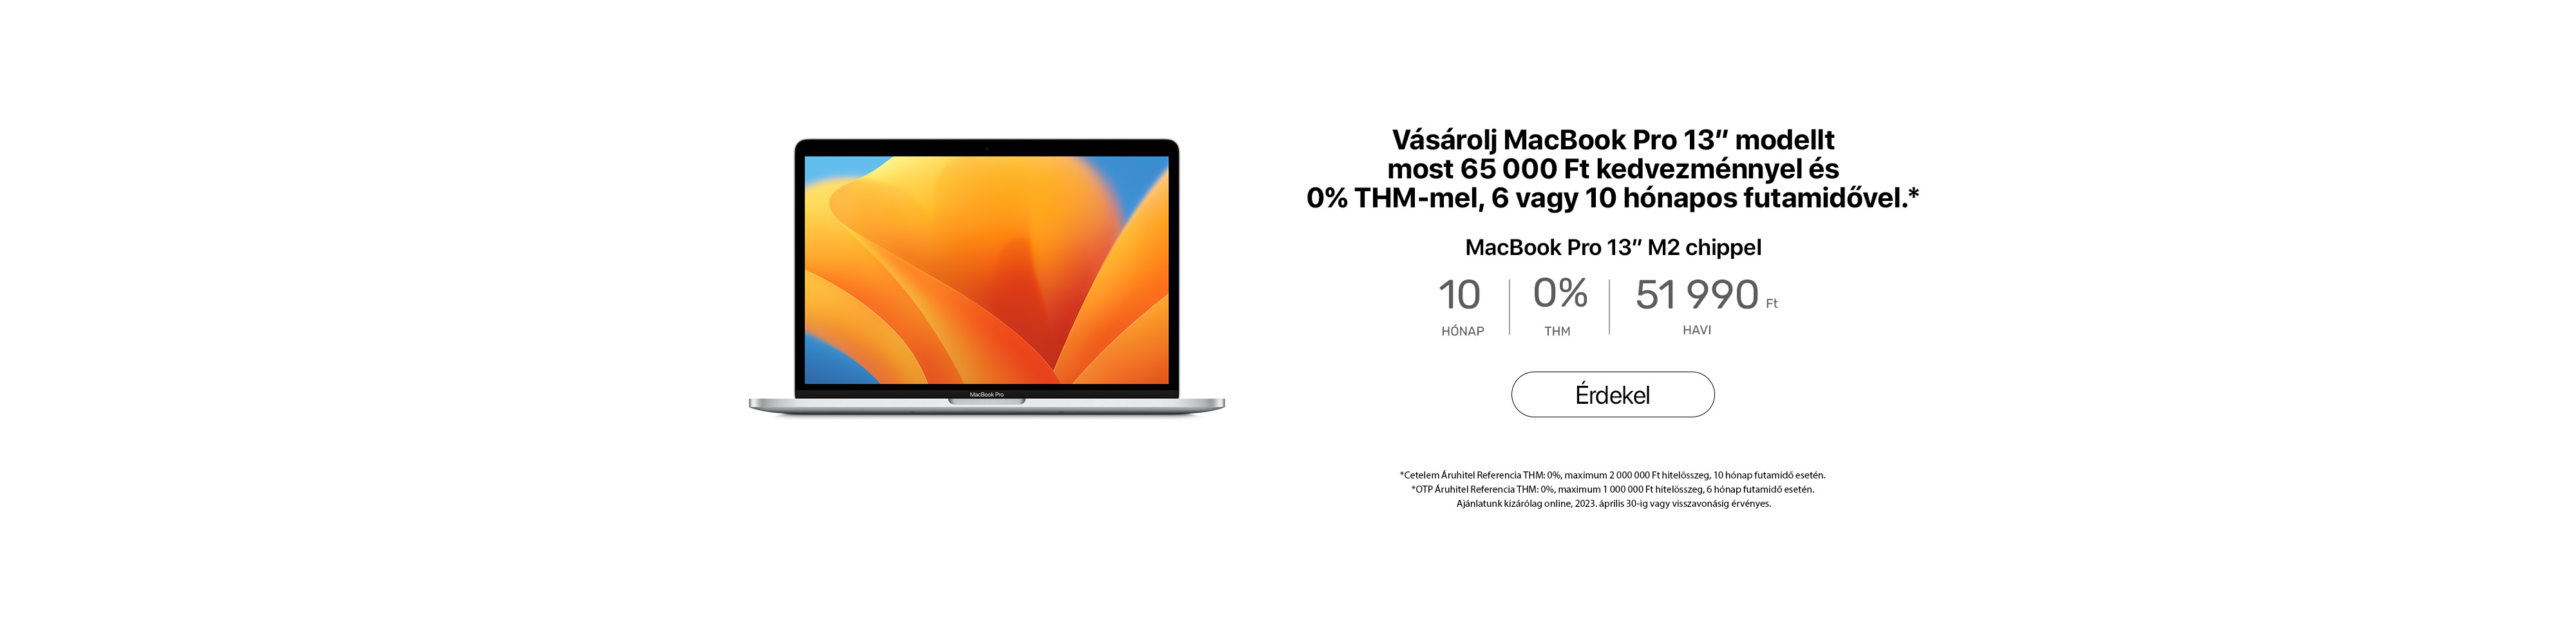 MacBook Pro
Vásárolj MacBook Pro 13″ modellt
most 65 000 Ft kedvezménnyel és
0% THM-mel, 6 vagy 10 hónapos futamidővel.*
MacBook Pro 13″ M2 chippel
10 0% 51 990 Ft
HÓNAP THM HAVI
Érdekel
*Cetelem Áruhitel Referencia THM: 0%, maximum 2 000 000 Ft hitelösszeg, 10 hónap futamidő esetén.
*OTP Áruhitel Referencia THM: 0%, maximum 1 000 000 Ft hitelösszeg, 6 hónap futamidő esetén.
Ajánlatunk kizárólag online, 2023. április 30-ig vagy visszavonásig érvényes.